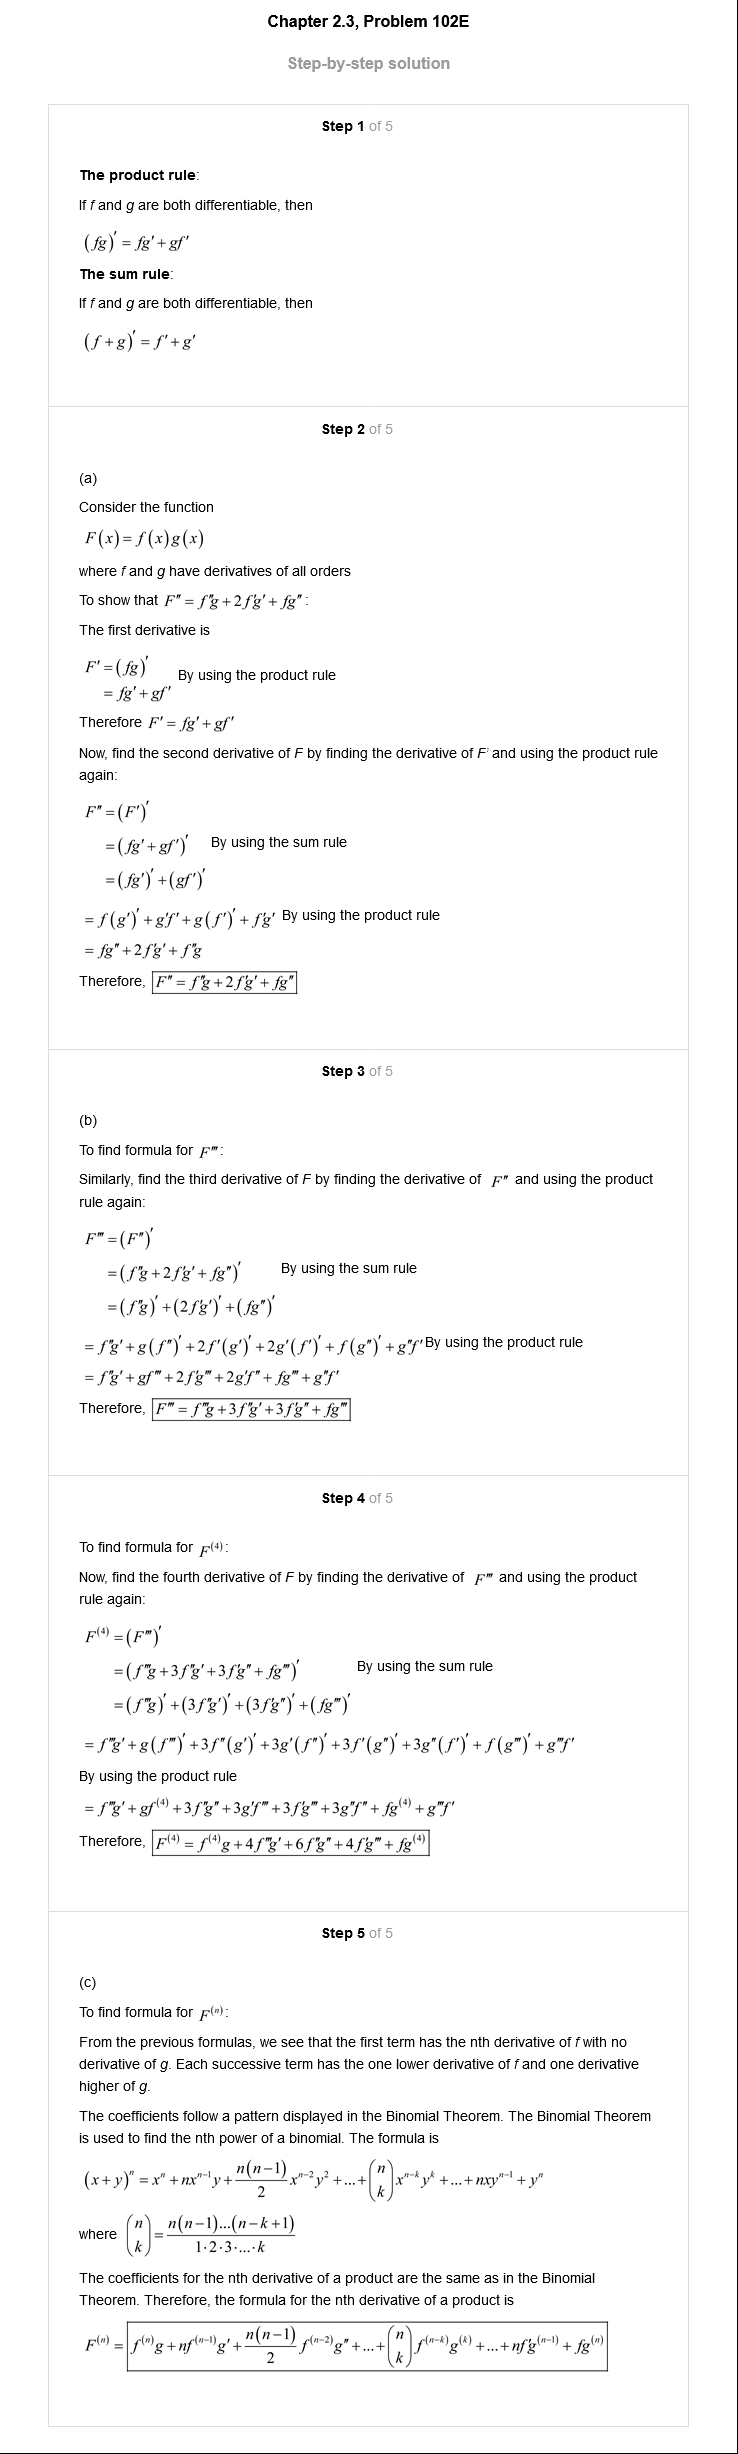 Chapter 2.3, Problem 102E
Step-by-step solution
Step 1 of 5
The product rule:
If f and g are both differentiable, then
(fg)′ = fg′ + gf′
The sum rule:
If f and g are both differentiable, then
(f + g)′ = f′ + g′
Step 2 of 5
(a)
Consider the function
F(x) = f(x)g(x)
where f and g have derivatives of all orders
To show that F″ = f″g + 2f′g′ + fg″ :
The first derivative is
F′ = (fg)′
= fg′ + gf′ By using the product rule
Therefore F′ = fg′ + gf′
Now, find the second derivative of F by finding the derivative of F' and using the product rule
again:
F″ = (F′)′
= (fg′ + gf′)′ By using the sum rule
= (fg′)′ + (gf′)′
= f(g′)′ + g′f′ + g(f′)′ + f′g′ By using the product rule
= fg″ + 2f′g′ + f″g
Therefore, F″ = f″g + 2f′g′ + fg″
Step 3 of 5
(b)
To find formula for F‴ :
Similarly, find the third derivative of F by finding the derivative of F″ and using the product
rule again:
F‴ = (F″)′
= (f″g + 2f′g′ + fg″)′ By using the sum rule
= (f″g)′ + (2f′g′)′ + (fg″)′
= f″g′ + g(f″)′ + 2f′(g′)′ + 2g′(f′)′ + f(g″)′ + g″f′ By using the product rule
= f″g′ + gf‴ + 2f′g‴ + 2g′f″ + fg‴ + g″f′
Therefore, F‴ = f‴g + 3f″g′ + 3f′g″ + fg‴
Step 4 of 5
To find formula for F⁽⁴⁾ :
Now, find the fourth derivative of F by finding the derivative of F‴ and using the product
rule again:
F⁽⁴⁾ = (F‴)′
= (f‴g + 3f″g′ + 3f′g″ + fg‴)′ By using the sum rule
= (f‴g)′ + (3f″g′)′ + (3f′g″)′ + (fg‴)′
= f‴g′ + g(f‴)′ + 3f″(g′)′ + 3g′(f″)′ + 3f′(g″)′ + 3g″(f′)′ + f(g‴)′ + g‴f′
By using the product rule
= f‴g′ + gf⁽⁴⁾ + 3f″g″ + 3g′f‴ + 3f′g‴ + 3g″f″ + fg⁽⁴⁾ + g‴f′
Therefore, F⁽⁴⁾ = f⁽⁴⁾g + 4f‴g′ + 6f″g″ + 4f′g‴ + fg⁽⁴⁾
Step 5 of 5
(c)
To find formula for F⁽ⁿ⁾ :
From the previous formulas, we see that the first term has the nth derivative of f with no
derivative of g. Each successive term has the one lower derivative of f and one derivative
higher of g.
The coefficients follow a pattern displayed in the Binomial Theorem. The Binomial Theorem
is used to find the nth power of a binomial. The formula is
(x + y)ⁿ = xⁿ + nxⁿ⁻¹y + n(n−1)/2 xⁿ⁻²y² + ... + (n k) xⁿ⁻ᵏyᵏ + ... + nxyⁿ⁻¹ + yⁿ
where (n k) = n(n−1)...(n−k+1) / 1·2·3·...·k
The coefficients for the nth derivative of a product are the same as in the Binomial
Theorem. Therefore, the formula for the nth derivative of a product is
F⁽ⁿ⁾ = f⁽ⁿ⁾g + nf⁽ⁿ⁻¹⁾g′ + n(n−1)/2 f⁽ⁿ⁻²⁾g″ + ... + (n k) f⁽ⁿ⁻ᵏ⁾g⁽ᵏ⁾ + ... + nf′g⁽ⁿ⁻¹⁾ + fg⁽ⁿ⁾